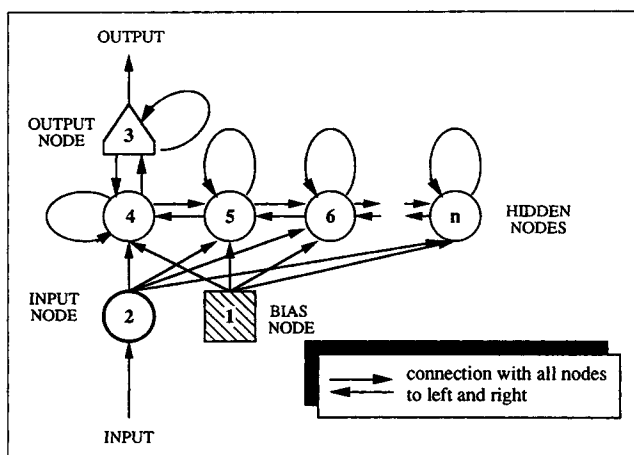 OUTPUT
OUTPUT
NODE
3
4
5
6
n
HIDDEN
NODES
INPUT
NODE
2
1
BIAS
NODE
connection with all nodes
to left and right
INPUT